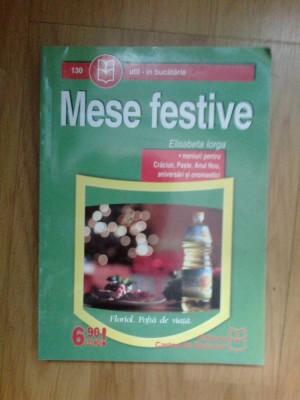 130
util - în bucătărie
Mese festive
Elisabeta Iorga
• meniuri pentru
Crăciun, Paște, Anul Nou,
aniversări și onomastici
Floriol. Poftă de viață.
6,90
!